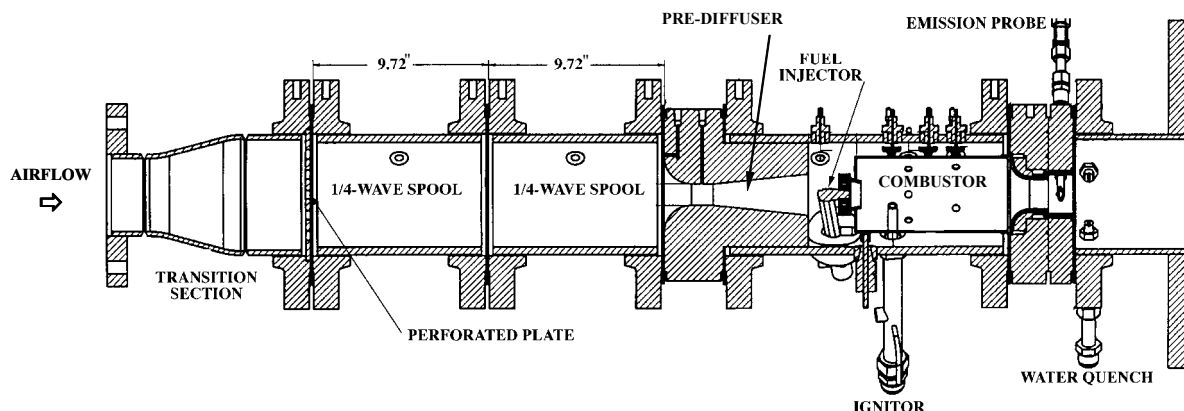 EMISSION PROBE
PRE-DIFFUSER
FUEL
INJECTOR
9.72"
9.72"
AIRFLOW
1/4-WAVE SPOOL
1/4-WAVE SPOOL
COMBUSTOR
TRANSITION
SECTION
PERFORATED PLATE
WATER QUENCH
IGNITOR